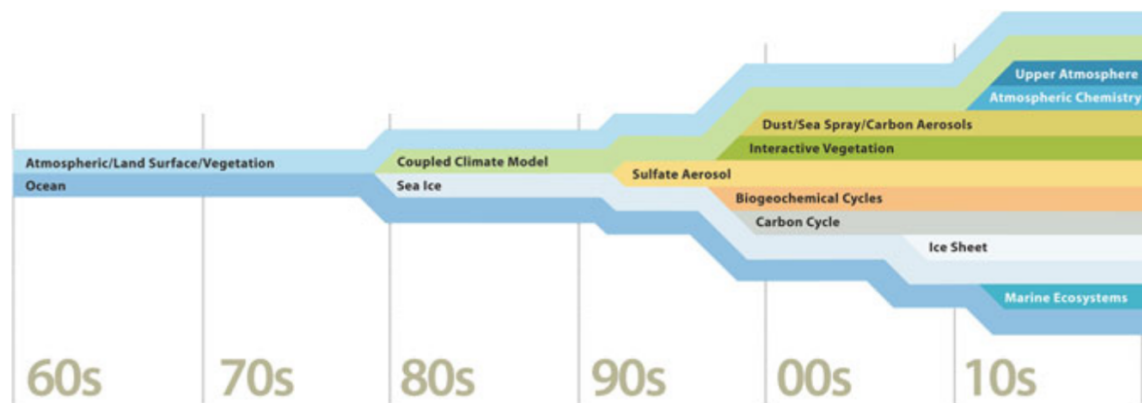 Upper Atmosphere
Atmospheric Chemistry
Dust/Sea Spray/Carbon Aerosols
Interactive Vegetation
Atmospheric/Land Surface/Vegetation
Coupled Climate Model
Sulfate Aerosol
Ocean
Sea Ice
Biogeochemical Cycles
Carbon Cycle
Ice Sheet
Marine Ecosystems
60s
70s
80s
90s
00s
10s